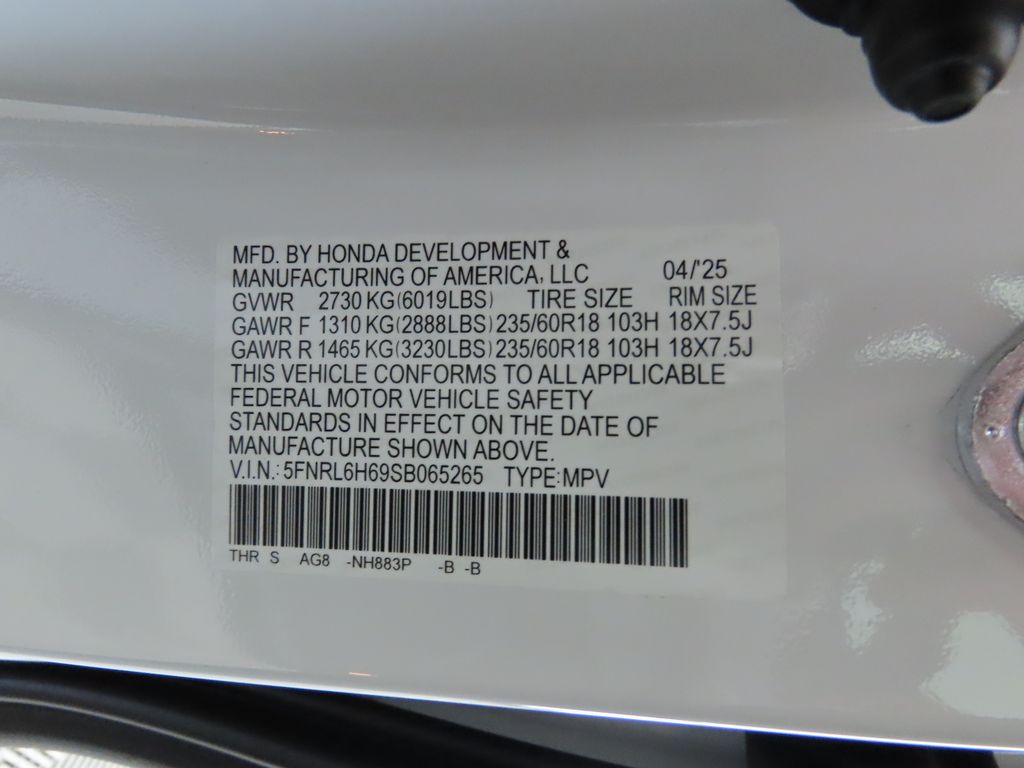 MFD. BY HONDA DEVELOPMENT &
MANUFACTURING OF AMERICA, LLC 04/'25
GVWR 2730 KG(6019LBS) TIRE SIZE RIM SIZE
GAWR F 1310 KG(2888LBS) 235/60R18 103H 18X7.5J
GAWR R 1465 KG(3230LBS) 235/60R18 103H 18X7.5J
THIS VEHICLE CONFORMS TO ALL APPLICABLE
FEDERAL MOTOR VEHICLE SAFETY
STANDARDS IN EFFECT ON THE DATE OF
MANUFACTURE SHOWN ABOVE.
V.I.N.: 5FNRL6H69SB065265 TYPE:MPV
THR S AG8 -NH883P -B -B